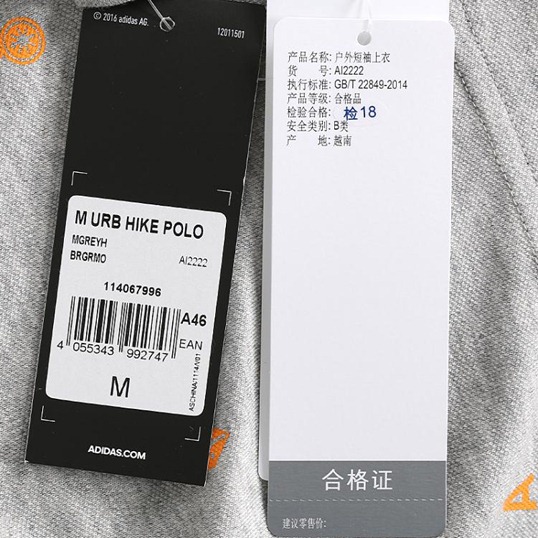 © 2016 adidas AG.
12011501
M URB HIKE POLO
MGREYH
BRGRMO
AI2222
114067996
A46
4 055343 992747 EAN
M
ADIDAS.COM
产品名称: 户外短袖上衣
货 号: AI2222
执行标准: GB/T 22849-2014
产品等级: 合格品
检验合格: 检18
安全类别: B类
产 地: 越南
合格证
建议零售价: